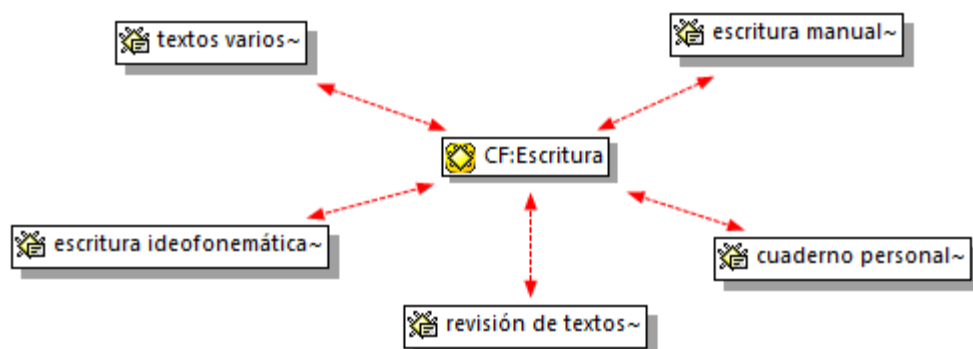 textos varios~
escritura manual~
CF:Escritura
escritura ideofonemática~
cuaderno personal~
revisión de textos~